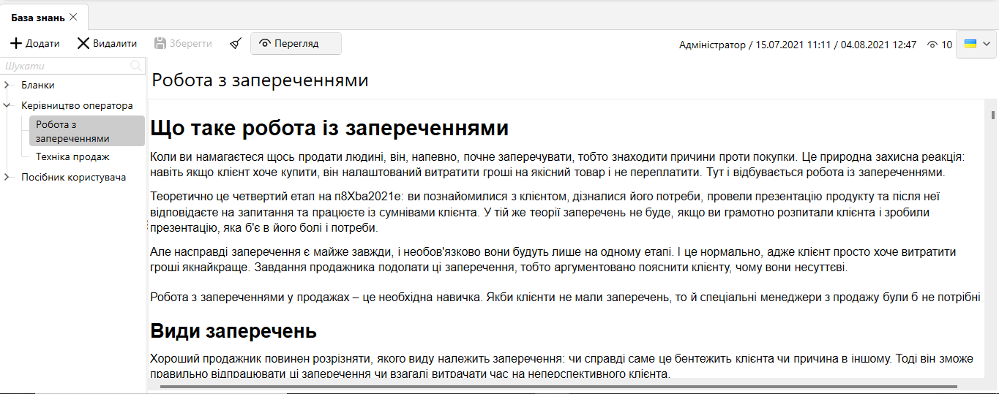 База знань
Додати Видалити Зберегти Перегляд Адміністратор / 15.07.2021 11:11 / 04.08.2021 12:47 10
Шукати
Бланки
Керівництво оператора
Робота з
запереченнями
Техніка продаж
Посібник користувача
Робота з запереченнями
Що таке робота із запереченнями
Коли ви намагаєтеся щось продати людині, він, напевно, почне заперечувати, тобто знаходити причини проти покупки. Це природна захисна реакція:
навіть якщо клієнт хоче купити, він налаштований витратити гроші на якісний товар і не переплатити. Тут і відбувається робота із запереченнями.
Теоретично це четвертий етап на п8Xba2021е: ви познайомилися з клієнтом, дізналися його потреби, провели презентацію продукту та після неї
відповідаєте на запитання та працюєте із сумнівами клієнта. У тій же теорії заперечень не буде, якщо ви грамотно розпитали клієнта і зробили
презентацію, яка б'є в його болі і потреби.
Але насправді заперечення є майже завжди, і необов'язково вони будуть лише на одному етапі. І це нормально, адже клієнт просто хоче витратити
гроші якнайкраще. Завдання продажника подолати ці заперечення, тобто аргументовано пояснити клієнту, чому вони несуттєві.
Робота з запереченнями у продажах – це необхідна навичка. Якби клієнти не мали заперечень, то й спеціальні менеджери з продажу були б не потрібні
Види заперечень
Хороший продажник повинен розрізняти, якого виду належить заперечення: чи справді саме це бентежить клієнта чи причина в іншому. Тоді він зможе
правильно відпрацювати ці заперечення чи взагалі витрачати час на неперспективного клієнта.